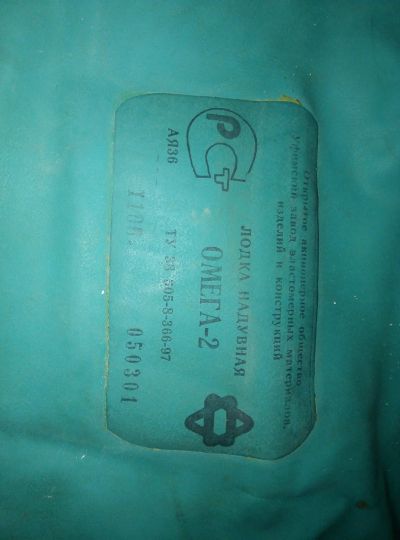 Открытое акционерное общество
Уфимский завод эластомерных материалов,
изделий и конструкций
ЛОДКА НАДУВНАЯ
ОМЕГА-2
РСТ
АЯ36
ТУ 38 605-8-366-97
050301